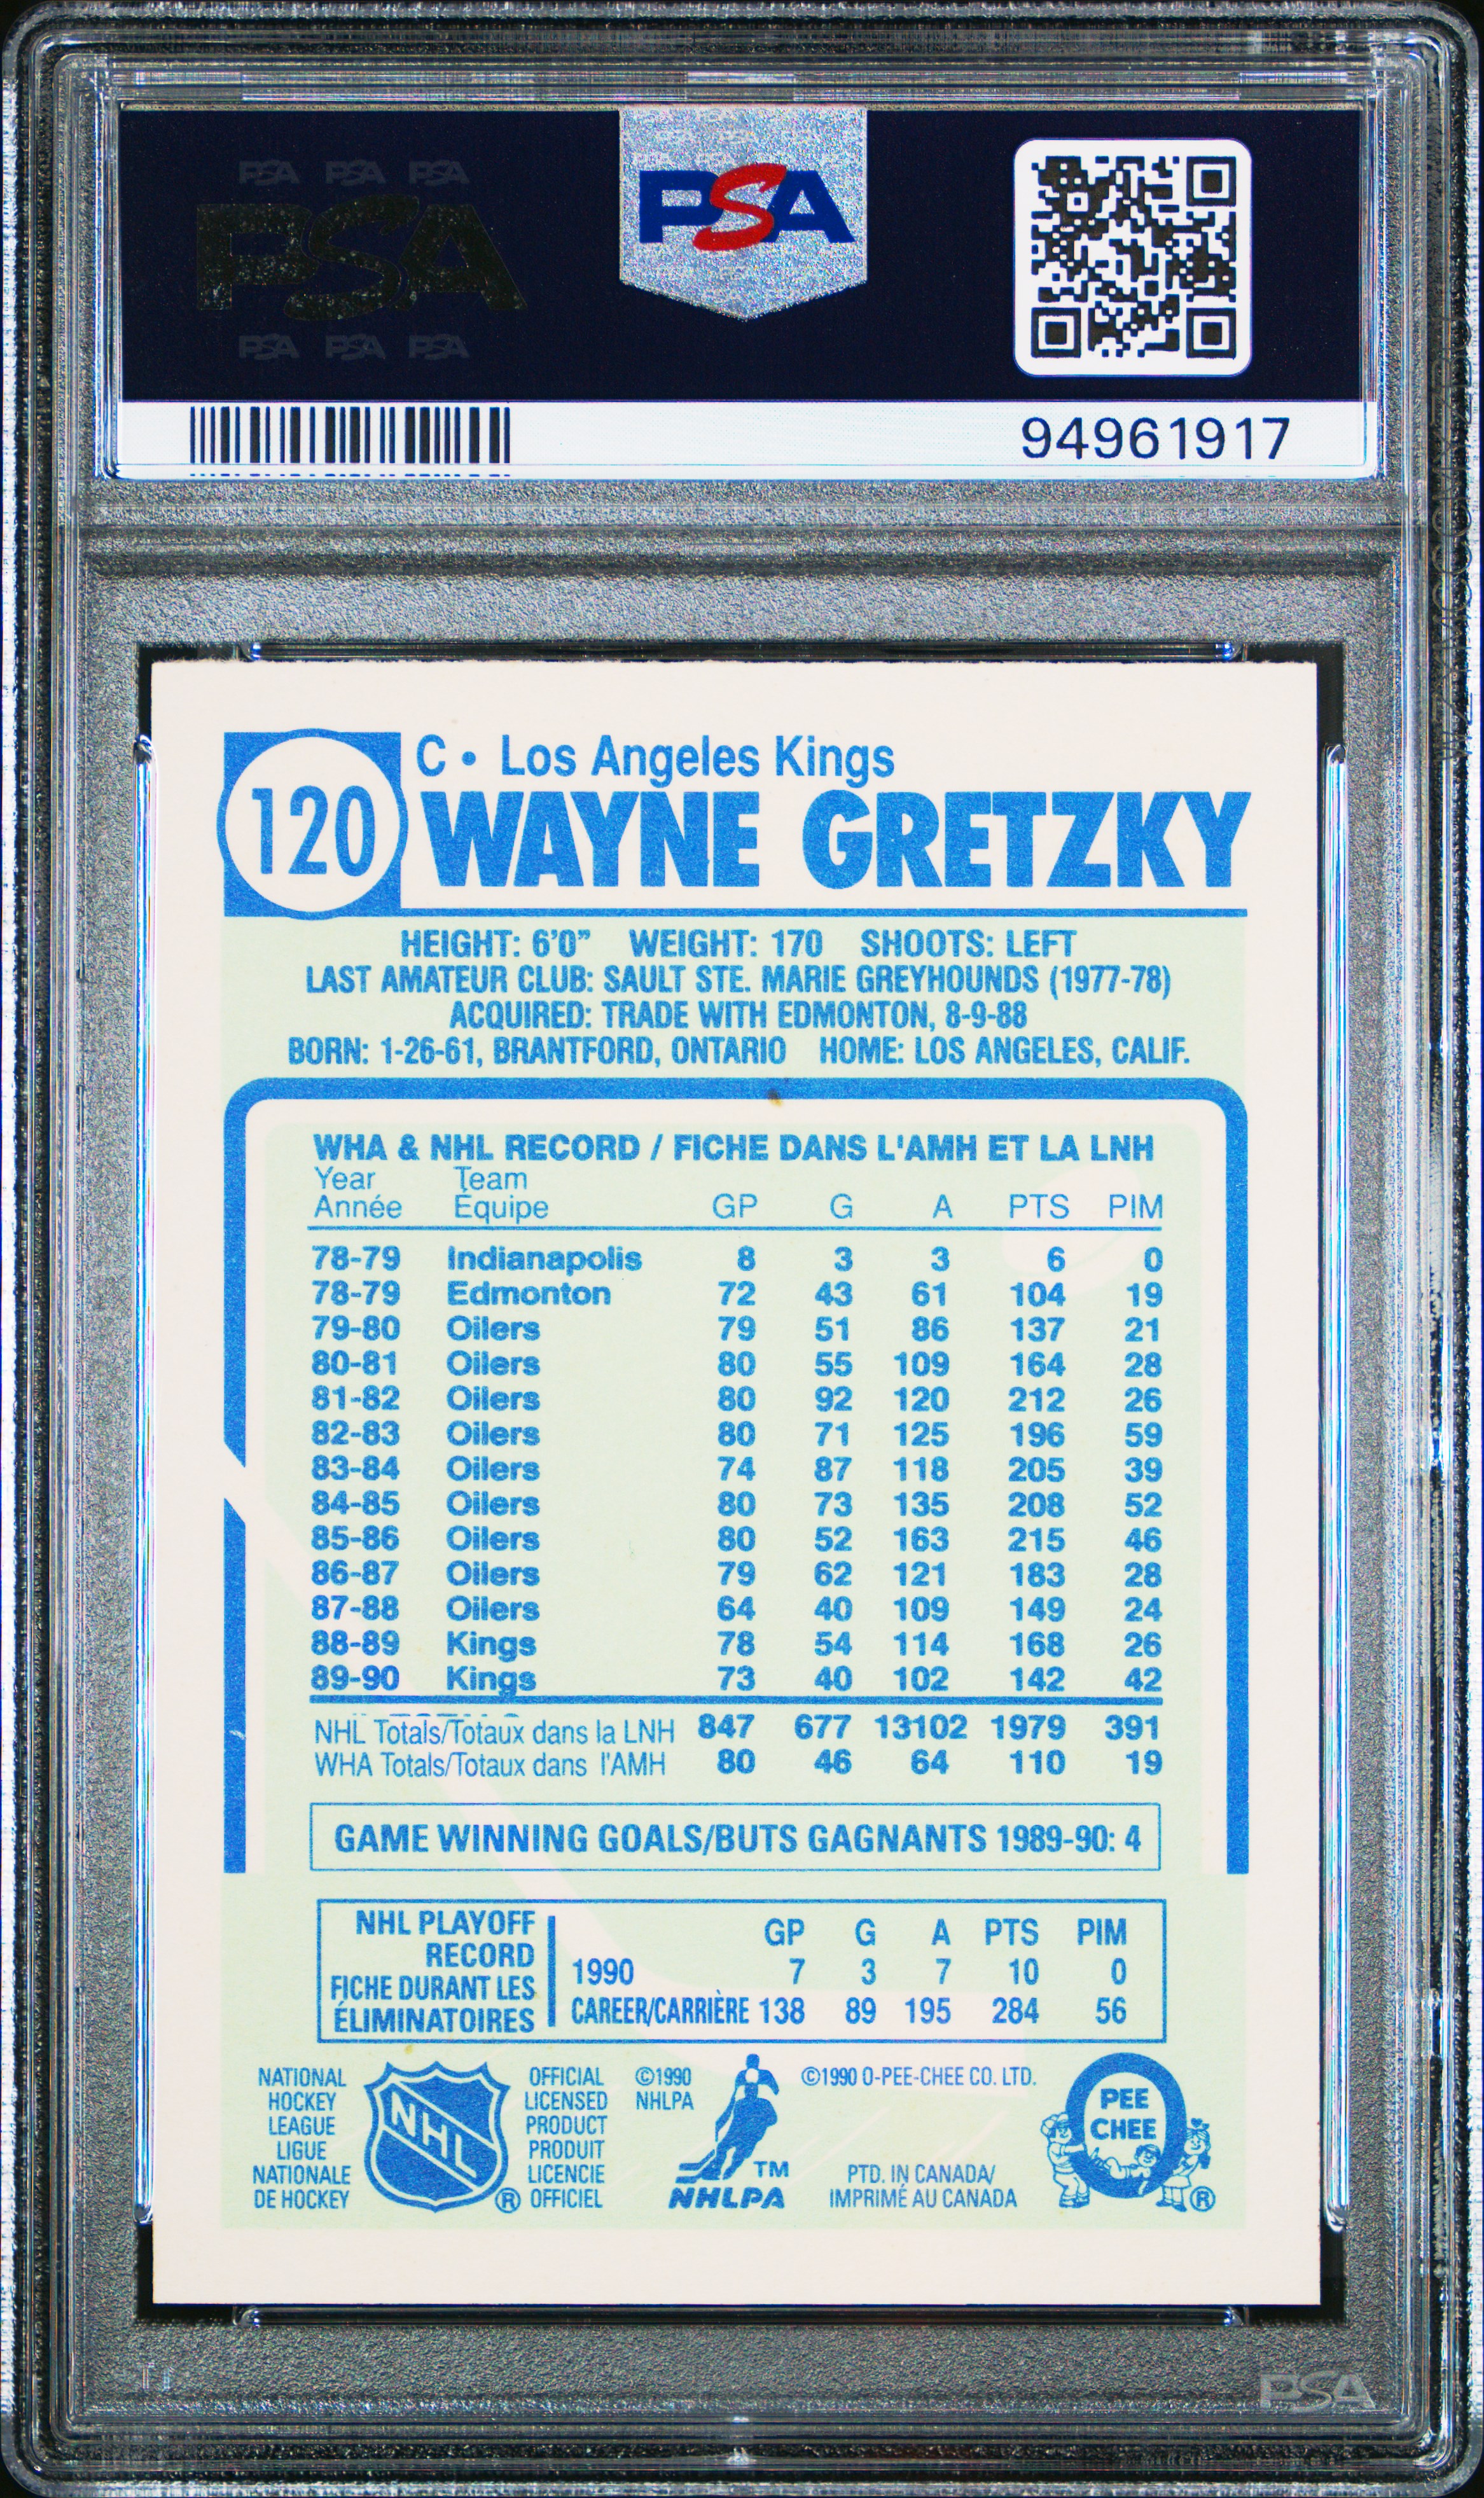 PSA PSA PSA
PSA
PSA PSA PSA
PSA
94961917
120
C • Los Angeles Kings
WAYNE GRETZKY
HEIGHT: 6'0" WEIGHT: 170 SHOOTS: LEFT
LAST AMATEUR CLUB: SAULT STE. MARIE GREYHOUNDS (1977-78)
ACQUIRED: TRADE WITH EDMONTON, 8-9-88
BORN: 1-26-61, BRANTFORD, ONTARIO HOME: LOS ANGELES, CALIF.
WHA & NHL RECORD / FICHE DANS L'AMH ET LA LNH
Year Team
Année Équipe GP G A PTS PIM
78-79 Indianapolis 8 3 3 6 0
78-79 Edmonton 72 43 61 104 19
79-80 Oilers 79 51 86 137 21
80-81 Oilers 80 55 109 164 28
81-82 Oilers 80 92 120 212 26
82-83 Oilers 80 71 125 196 59
83-84 Oilers 74 87 118 205 39
84-85 Oilers 80 73 135 208 52
85-86 Oilers 80 52 163 215 46
86-87 Oilers 79 62 121 183 28
87-88 Oilers 64 40 109 149 24
88-89 Kings 78 54 114 168 26
89-90 Kings 73 40 102 142 42
NHL Totals/Totaux dans la LNH 847 677 13102 1979 391
WHA Totals/Totaux dans l'AMH 80 46 64 110 19
GAME WINNING GOALS/BUTS GAGNANTS 1989-90: 4
NHL PLAYOFF
RECORD
FICHE DURANT LES
ÉLIMINATOIRES
GP G A PTS PIM
1990 7 3 7 10 0
CAREER/CARRIÈRE 138 89 195 284 56
NATIONAL
HOCKEY
LEAGUE
LIGUE
NATIONALE
DE HOCKEY
NHL
®
OFFICIAL
LICENSED
PRODUCT
PRODUIT
LICENCIE
OFFICIEL
©1990
NHLPA
TM
NHLPA
©1990 O-PEE-CHEE CO. LTD.
PTD. IN CANADA/
IMPRIMÉ AU CANADA
O
PEE
CHEE
®
PSA